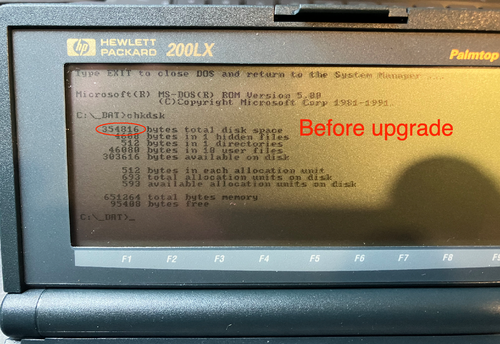 hp HEWLETT PACKARD 200LX Palmtop
Type EXIT to close DOS and return to the System Manager
Microsoft(R) MS-DOS(R) ROM Version 5.00
(C)Copyright Microsoft Corp 1981-1991.
C:\_DAT>chkdsk
354816 bytes total disk space
Before upgrade
4608 bytes in 1 hidden files
512 bytes in 1 directories
46080 bytes in 10 user files
303616 bytes available on disk
512 bytes in each allocation unit
693 total allocation units on disk
593 available allocation units on disk
651264 total bytes memory
95408 bytes free
C:\_DAT>_
F1 F2 F3 F4 F5 F6 F7 F8